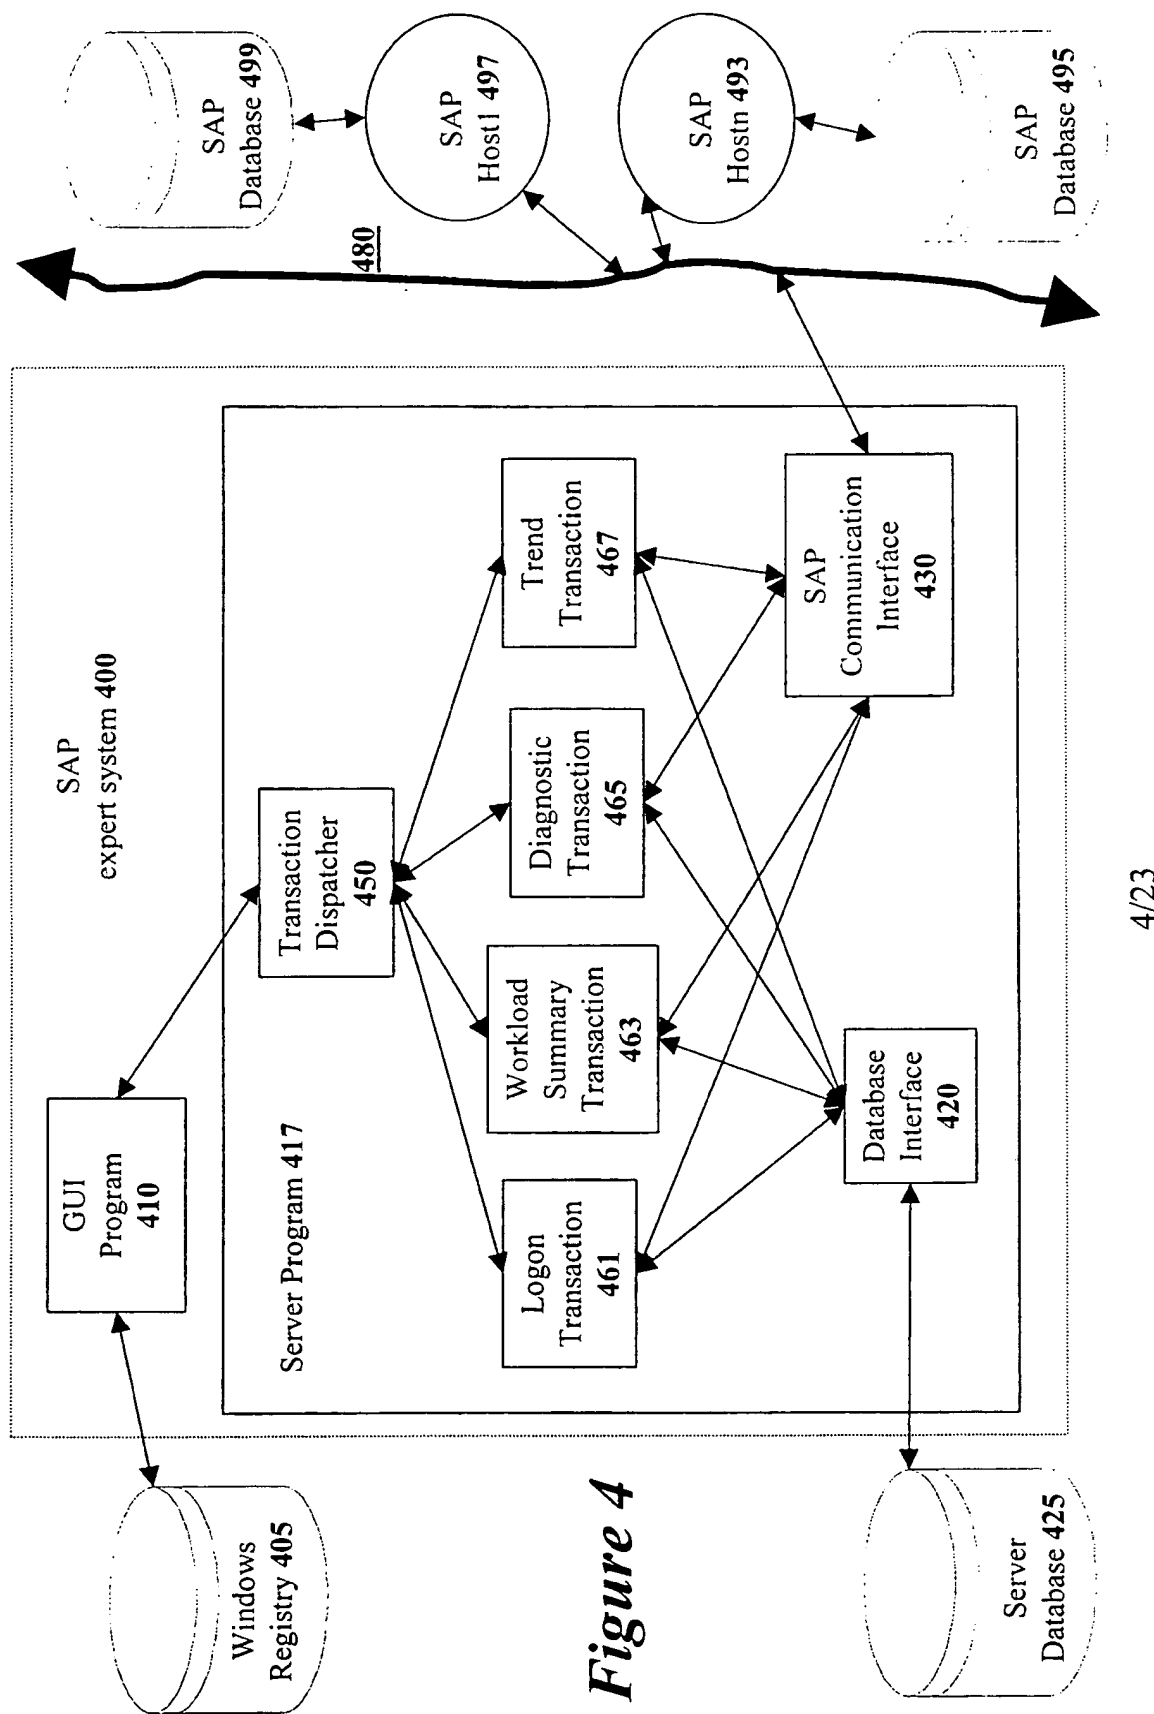 SAP
expert system 400
GUI
Program
410
Windows
Registry 405
Server Program 417
Transaction
Dispatcher
450
Logon
Transaction
461
Workload
Summary
Transaction
463
Diagnostic
Transaction
465
Trend
Transaction
467
Database
Interface
420
SAP
Communication
Interface
430
Server
Database 425
480
SAP
Database 499
SAP
Host1 497
SAP
Hostn 493
SAP
Database 495
Figure 4
4/23